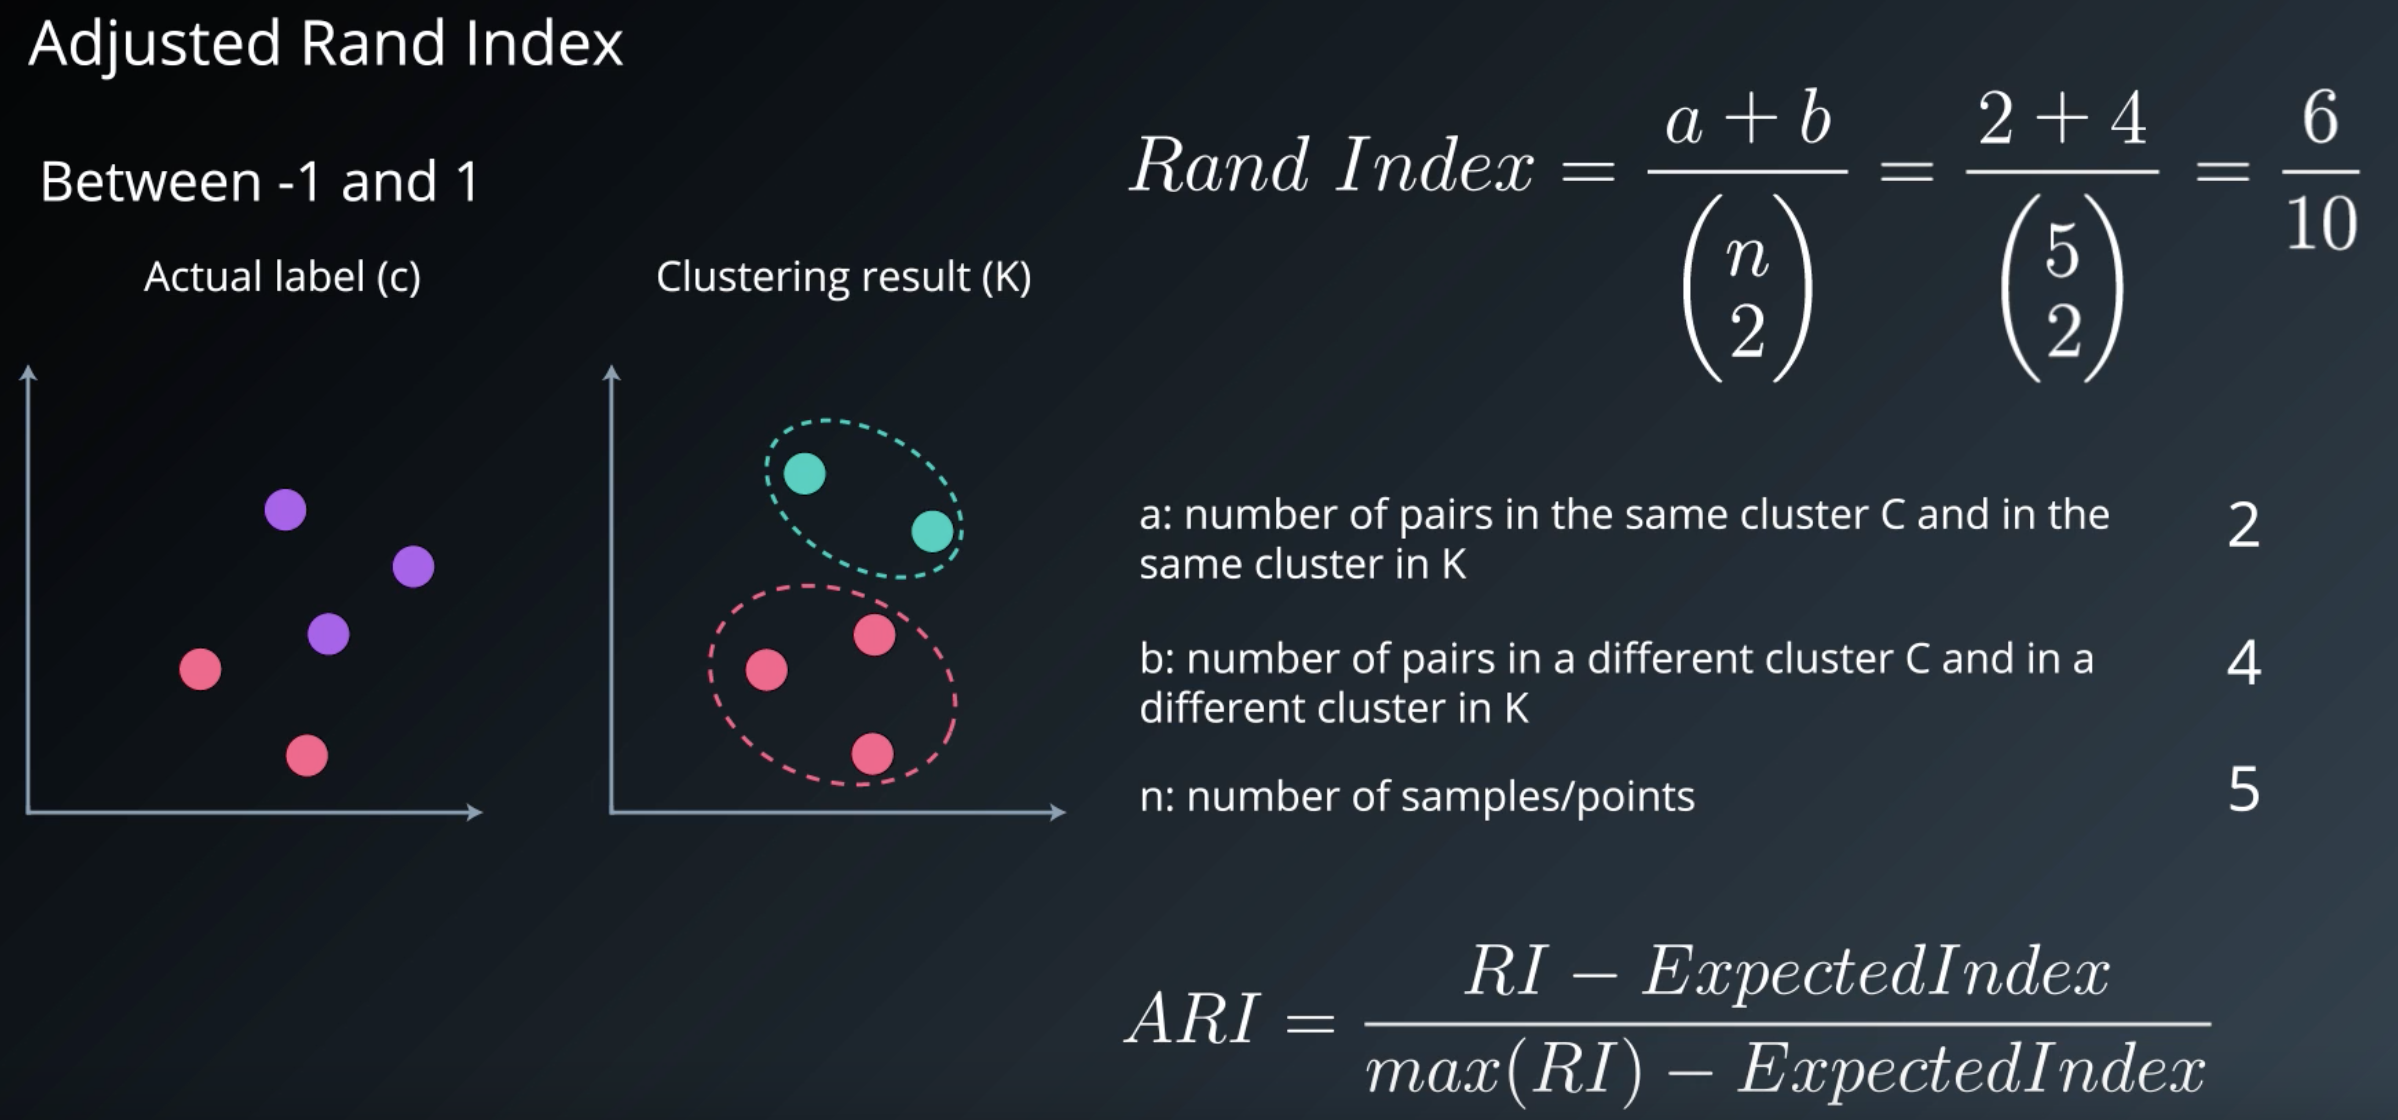 Adjusted Rand Index
Between -1 and 1
Actual label (c)
Clustering result (K)
Rand Index = \frac{a + b}{\binom{n}{2}} = \frac{2 + 4}{\binom{5}{2}} = \frac{6}{10}
a: number of pairs in the same cluster C and in the
same cluster in K
2
b: number of pairs in a different cluster C and in a
different cluster in K
4
n: number of samples/points
5
ARI = \frac{RI - ExpectedIndex}{max(RI) - ExpectedIndex}